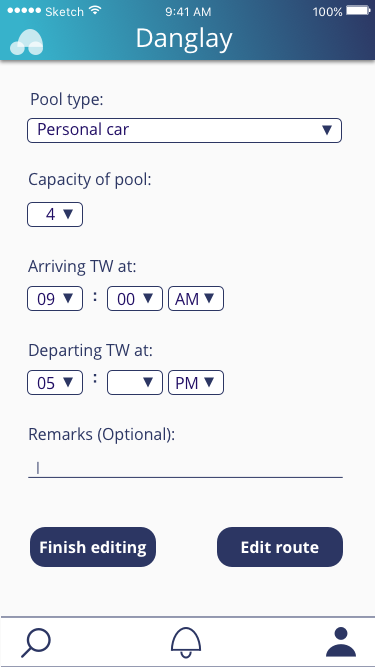 ●●●●● Sketch 9:41 AM 100%
Danglay
Pool type:
Personal car ▼
Capacity of pool:
4 ▼
Arriving TW at:
09 ▼ : 00 ▼ AM ▼
Departing TW at:
05 ▼ : ▼ PM ▼
Remarks (Optional):
|
Finish editing Edit route